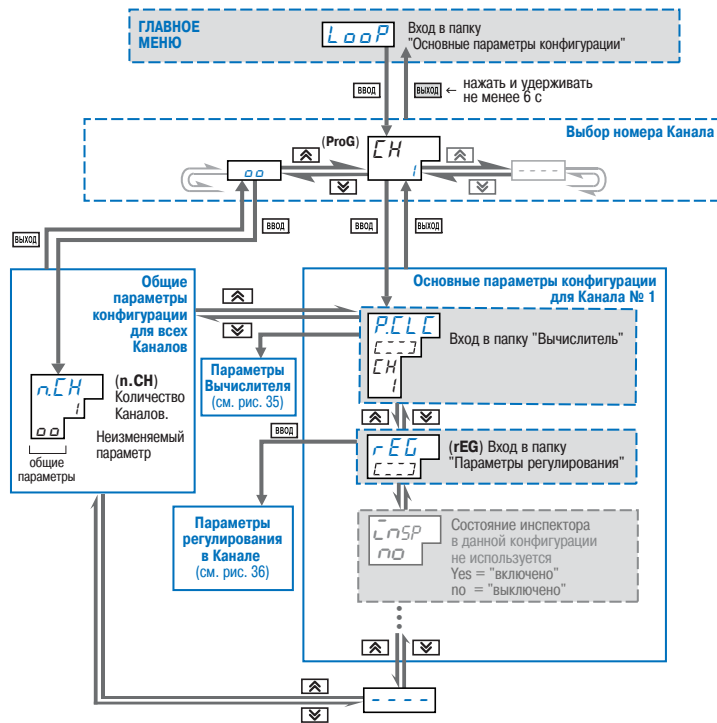 ГЛАВНОЕ
МЕНЮ
LooP
Вход в папку
"Основные параметры конфигурации"
ВВОД
ВЫХОД
← нажать и удерживать
не менее 6 с
Выбор номера Канала
(ProG)
CH
1
oo
- - - -
ВЫХОД
ВВОД
ВВОД
ВЫХОД
Общие
параметры
конфигурации
для всех
Каналов
n.CH
1
oo
общие
параметры
(n.CH)
Количество
Каналов.
Неизменяемый
параметр
Основные параметры конфигурации
для Канала № 1
P.CLC
[---]
CH
1
Вход в папку "Вычислитель"
Параметры
Вычислителя
(см. рис. 35)
ВВОД
rEG
[---]
(rEG) Вход в папку
"Параметры регулирования"
Параметры
регулирования
в Канале
(см. рис. 36)
inSP
no
Состояние инспектора
в данной конфигурации
не используется
Yes = "включено"
no = "выключено"
- - - -